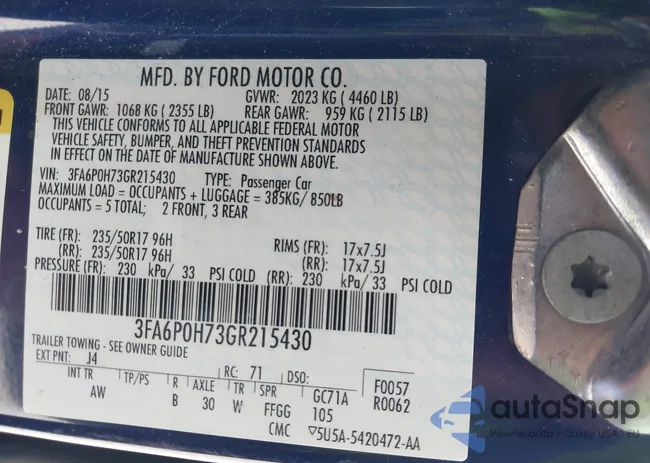 MFD. BY FORD MOTOR CO.
DATE: 08/15 GVWR: 2023 KG ( 4460 LB)
FRONT GAWR: 1068 KG ( 2355 LB) REAR GAWR: 959 KG ( 2115 LB)
THIS VEHICLE CONFORMS TO ALL APPLICABLE FEDERAL MOTOR
VEHICLE SAFETY, BUMPER, AND THEFT PREVENTION STANDARDS
IN EFFECT ON THE DATE OF MANUFACTURE SHOWN ABOVE.
VIN: 3FA6P0H73GR215430 TYPE: Passenger Car
MAXIMUM LOAD = OCCUPANTS + LUGGAGE = 385KG/ 850LB
OCCUPANTS = 5 TOTAL; 2 FRONT, 3 REAR
TIRE (FR): 235/50R17 96H RIMS (FR): 17x7.5J
(RR): 235/50R17 96H (RR): 17x7.5J
PRESSURE (FR): 230 kPa/ 33 PSI COLD (RR): 230 kPa/ 33 PSI COLD
3FA6P0H73GR215430
TRAILER TOWING - SEE OWNER GUIDE
EXT PNT: J4 RC: 71 DSO: F0057
INT TR TP/PS R AXLE TR SPR GC71A R0062
AW B 30 W FFGG 105
CMC ▽5U5A-5420472-AA
autoSnap
Pewne auto z aukcji USA i EU